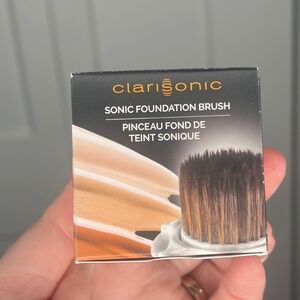 clarisonic
SONIC FOUNDATION BRUSH
PINCEAU FOND DE
TEINT SONIQUE